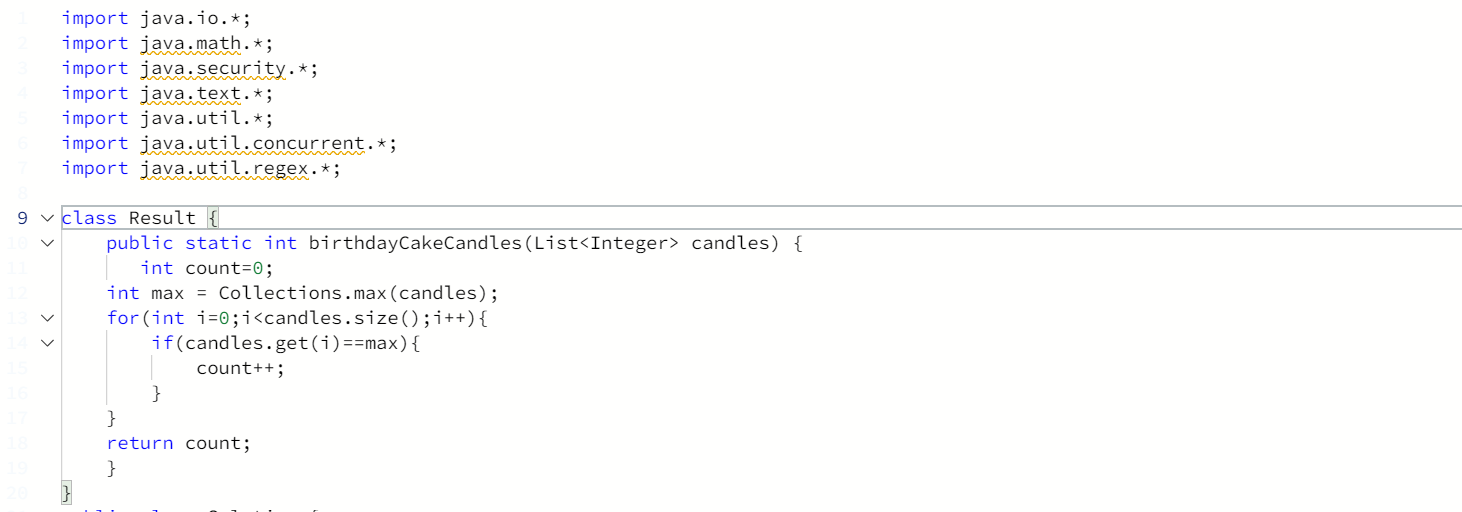 1 import java.io.*;
2 import java.math.*;
3 import java.security.*;
4 import java.text.*;
5 import java.util.*;
6 import java.util.concurrent.*;
7 import java.util.regex.*;
8
9 class Result {
10     public static int birthdayCakeCandles(List<Integer> candles) {
11        int count=0;
12     int max = Collections.max(candles);
13     for(int i=0;i<candles.size();i++){
14         if(candles.get(i)==max){
15             count++;
16         }
17     }
18     return count;
19     }
20 }